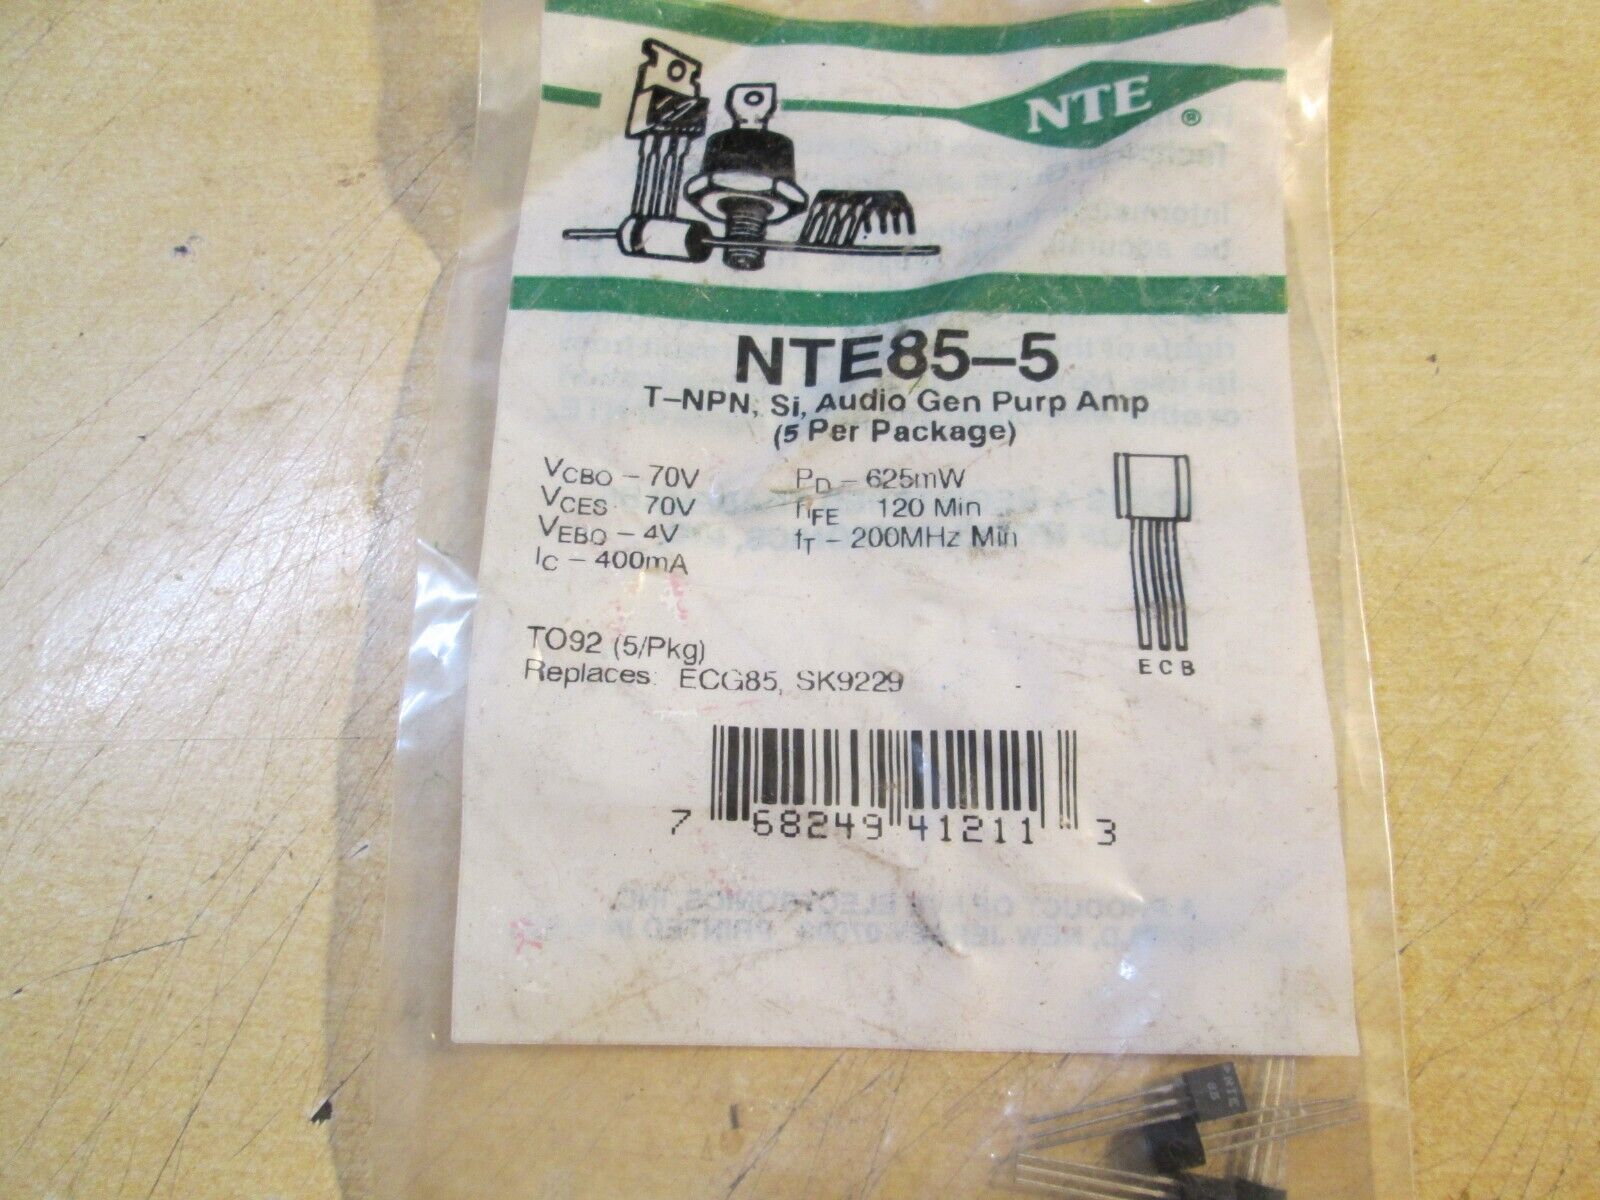 NTE®
NTE85–5
T–NPN, Si, Audio Gen Purp Amp
(5 Per Package)
VCBO – 70V
VCES 70V
VEBO – 4V
IC – 400mA
PD – 625mW
hFE 120 Min
fT – 200MHz Min
E C B
TO92 (5/Pkg)
Replaces: ECG85, SK9229
7 68249 41211 3
NTE
85